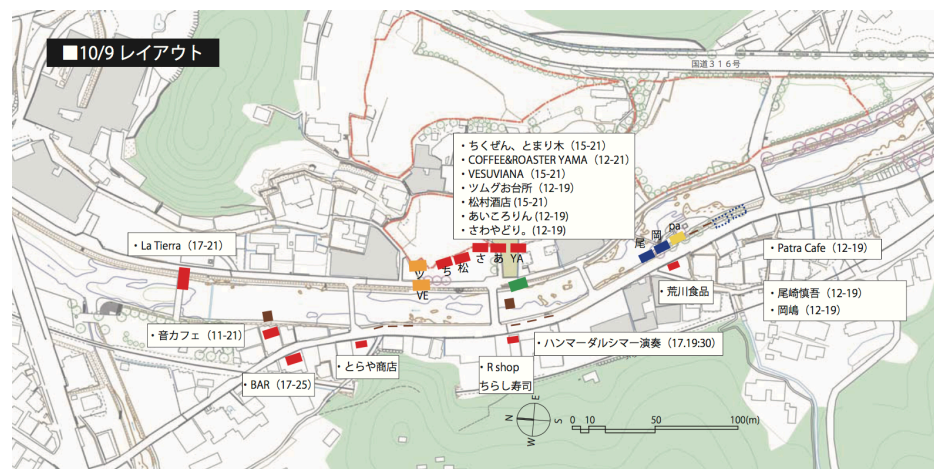 ■10/9 レイアウト
国道３１６号
・ちくぜん、とまり木（15-21）
・COFFEE&ROASTER YAMA（12-21）
・VESUVIANA（15-21）
・ツムグお台所（12-19）
・松村酒店（15-21）
・あいころりん（12-19）
・さわやどり。（12-19）
・La Tierra（17-21）
ツ
ち
松
さ
あ
YA
尾
岡
pa
VE
・Patra Cafe（12-19）
・荒川食品
・尾崎慎吾（12-19）
・岡嶋（12-19）
・音カフェ（11-21）
・BAR（17-25）
・とらや商店
・R shop
ちらし寿司
・ハンマーダルシマー演奏（17.19:30）
E
N
S
W
0 10 50 100(m)